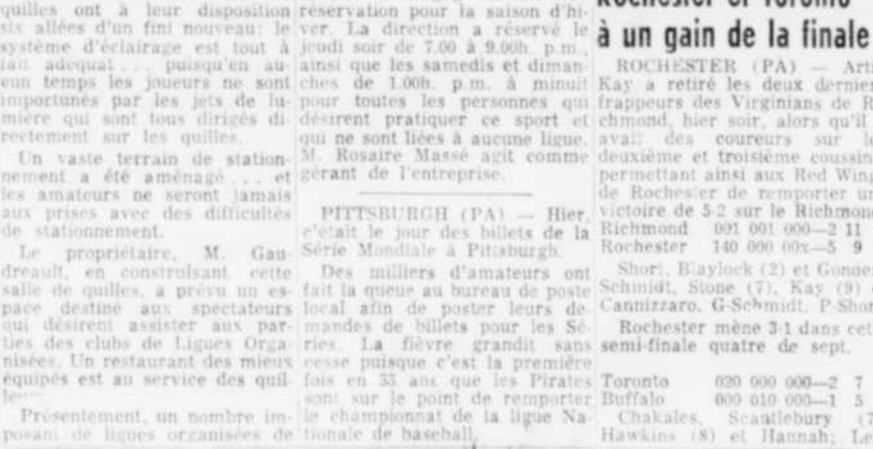 quilles ont à leur disposition
six allées d'un fini nouveau: le
système d'éclairage est tout à
fait adéquat... puisqu'en au-
cun temps les joueurs ne sont
importunés par les jets de lu-
mière qui sont tous dirigés di-
rectement sur les quilles.
Un vaste terrain de station-
nement a été aménagé... et
les amateurs ne seront jamais
aux prises avec des difficultés
de stationnement.
Le propriétaire, M. Gau-
dreault, en construisant cette
salle de quilles, a prévu un es-
pace destiné aux spectateurs
qui désirent assister aux par-
ties des clubs de Ligues Orga-
nisées. Un restaurant des mieux
équipés est au service des quil-
Présentement, un nombre im-
posant de ligues organisées de
réservation pour la saison d'hi-
ver. La direction a réservé le
jeudi soir de 7.00 à 9.00h. p.m.,
ainsi que les samedis et diman-
ches de 1.00h. p.m. à minuit
pour toutes les personnes qui
désirent pratiquer ce sport et
qui ne sont liées à aucune ligue.
M. Rosaire Massé agit comme
gérant de l'entreprise.
PITTSBURGH (PA) — Hier,
c'était le jour des billets de la
Série Mondiale à Pittsburgh.
Des milliers d'amateurs ont
fait la queue au bureau de poste
local afin de poster leurs de-
mandes de billets pour les Sé-
ries. La fièvre grandit sans
cesse puisque c'est la première
fois en 33 ans que les Pirates
sont sur le point de remporter
le championnat de la ligue Na-
tionale de baseball.
Rochester et Toronto
à un gain de la finale
ROCHESTER (PA) — Arti
Kay a retiré les deux dernier
frappeurs des Virginians de R
chmond, hier soir, alors qu'il
avait des coureurs sur le
deuxième et troisième coussin
permettant ainsi aux Red Wing
de Rochester de remporter un
victoire de 5-2 sur le Richmond
Richmond 001 001 000—2 11
Rochester 140 000 00x—5 9
Short, Blaylock (2) et Gonder
Schmidt, Stone (7), Kay (9)
Cannizzaro. G-Schmidt. P-Shor
Rochester mène 3-1 dans cet
semi-finale quatre de sept.
Toronto 020 000 000—2 7
Buffalo 000 010 000—1 5
Chakales, Scantlebury (7
Hawkins (8) et Hannah; Le